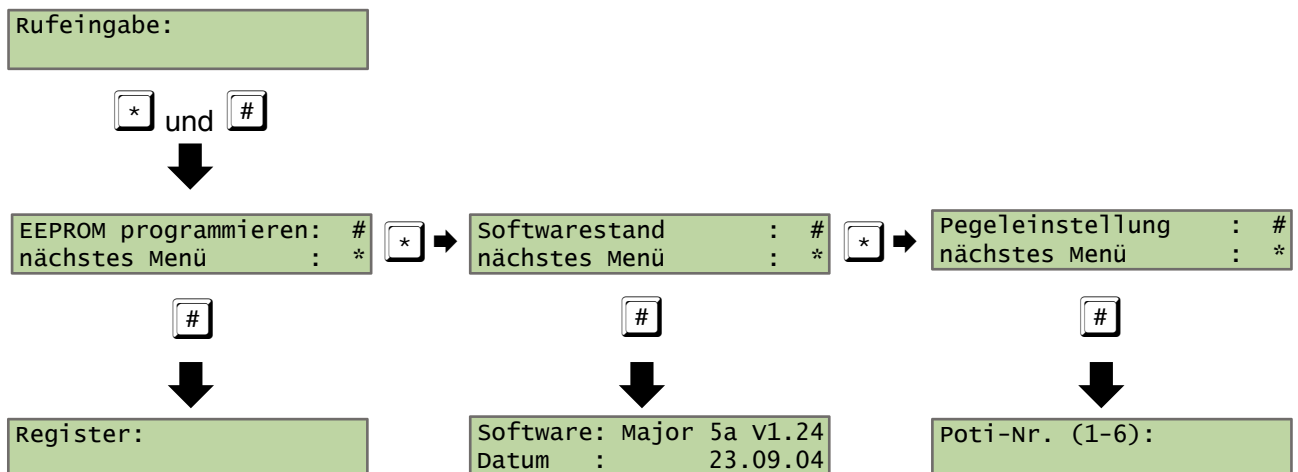 Rufeingabe:
* und #
EEPROM programmieren: #
nächstes Menü : *
*
Softwarestand : #
nächstes Menü : *
*
Pegeleinstellung : #
nächstes Menü : *
#
#
#
Register:
Software: Major 5a V1.24
Datum : 23.09.04
Poti-Nr. (1-6):